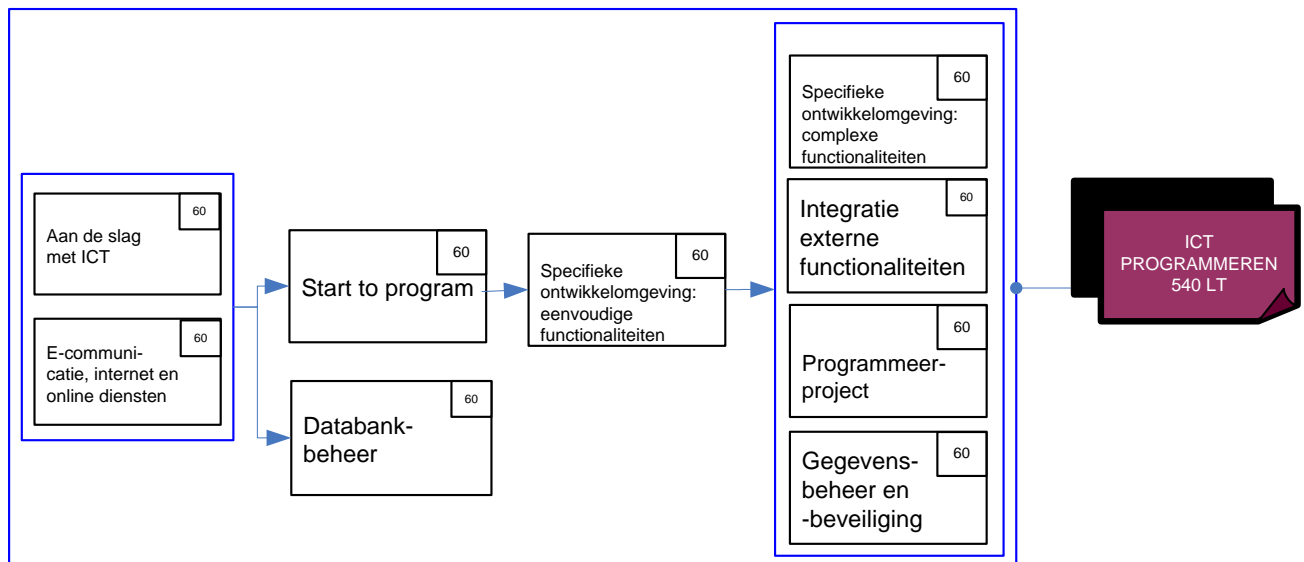 60
Aan de slag
met ICT
60
E-communi-
catie, internet en
online diensten
60
Start to program
60
Databank-
beheer
60
Specifieke
ontwikkelomgeving:
eenvoudige
functionaliteiten
60
Specifieke
ontwikkelomgeving:
complexe
functionaliteiten
60
Integratie
externe
functionaliteiten
60
Programmeer-
project
60
Gegevens-
beheer en
-beveiliging
ICT
PROGRAMMEREN
540 LT